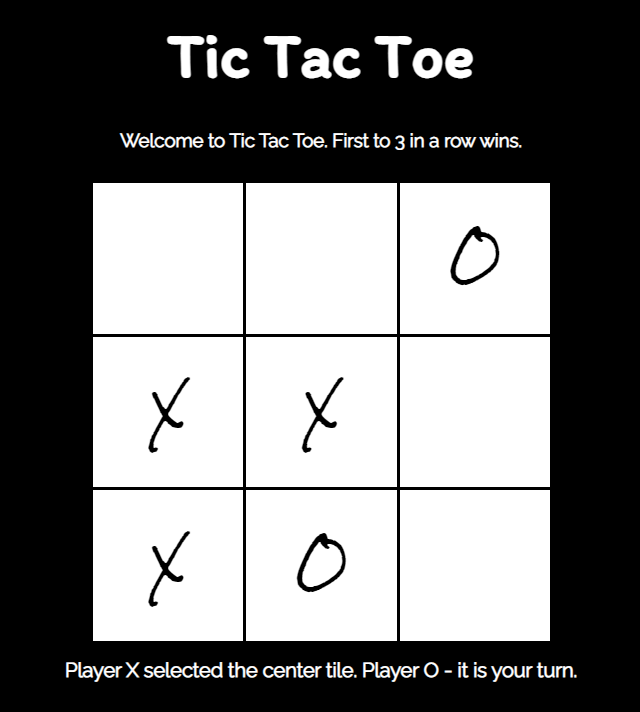 Tic Tac Toe
Welcome to Tic Tac Toe. First to 3 in a row wins.
O
X X
X O
Player X selected the center tile. Player O - it is your turn.